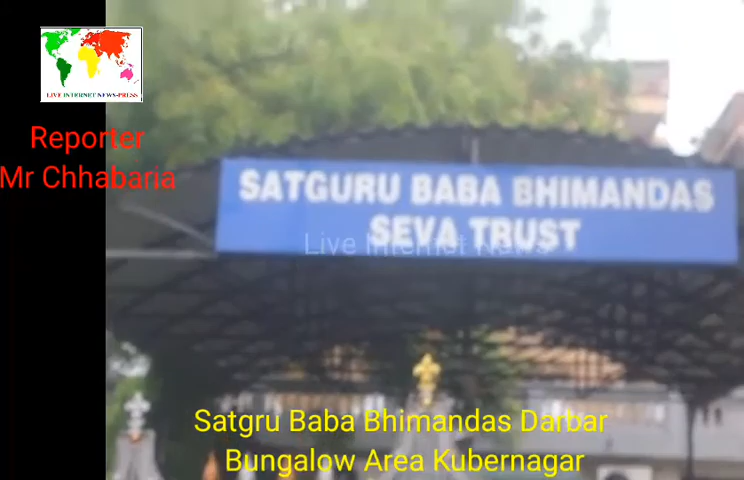 LIVE INTERNET NEWS-PRESS
Reporter
Mr Chhabaria
SATGURU BABA BHIMANDAS
SEVA TRUST
Live Internet News
Satgru Baba Bhimandas Darbar
Bungalow Area Kubernagar